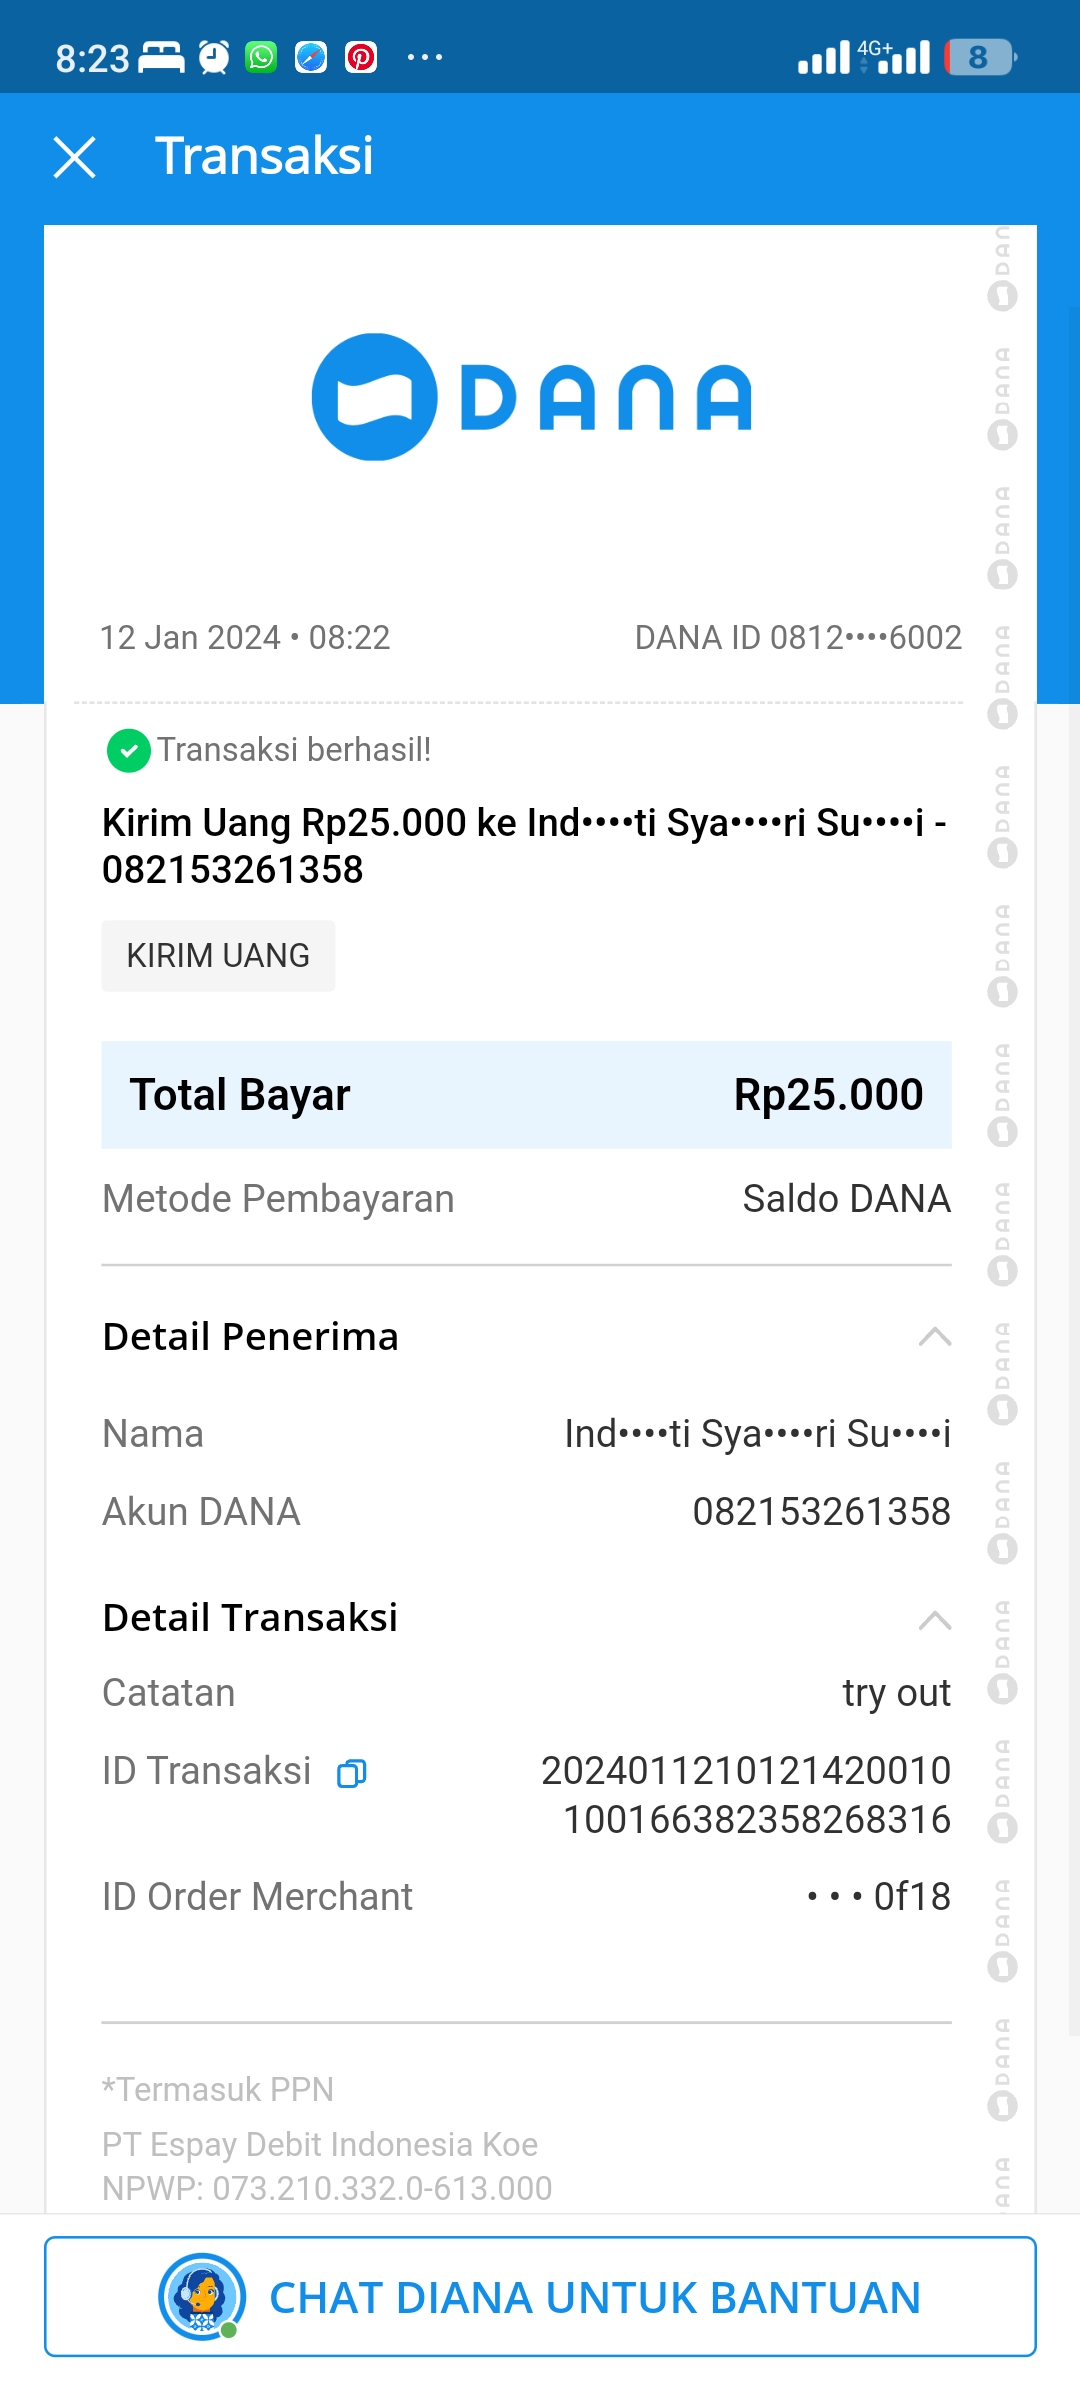 8:23
4G+
8
Transaksi
DANA
12 Jan 2024 • 08:22
DANA ID 0812••••6002
Transaksi berhasil!
Kirim Uang Rp25.000 ke Ind••••ti Sya••••ri Su••••i -
082153261358
KIRIM UANG
Total Bayar
Rp25.000
Metode Pembayaran
Saldo DANA
Detail Penerima
Nama
Ind••••ti Sya••••ri Su••••i
Akun DANA
082153261358
Detail Transaksi
Catatan
try out
ID Transaksi
2024011210121420010
100166382358268316
ID Order Merchant
• • • 0f18
*Termasuk PPN
PT Espay Debit Indonesia Koe
NPWP: 073.210.332.0-613.000
CHAT DIANA UNTUK BANTUAN
DANA
DANA
DANA
DANA
DANA
DANA
DANA
DANA
DANA
DANA
DANA
DANA
DANA
DANA